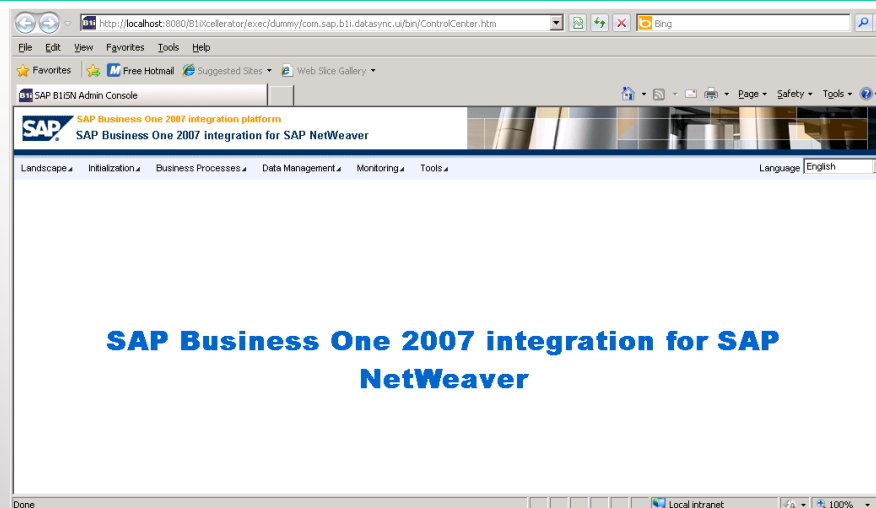 B1i http://localhost:8080/B1iXcellerator/exec/dummy/com.sap.b1i.datasync.ui/bin/ControlCenter.htm Bing
File Edit View Favorites Tools Help
Favorites Free Hotmail Suggested Sites Web Slice Gallery
B1i SAP B1iSN Admin Console Page Safety Tools
SAP SAP Business One 2007 integration platform
SAP Business One 2007 integration for SAP NetWeaver
Landscape Initialization Business Processes Data Management Monitoring Tools Language English
SAP Business One 2007 integration for SAP
NetWeaver
Done Local intranet 100%